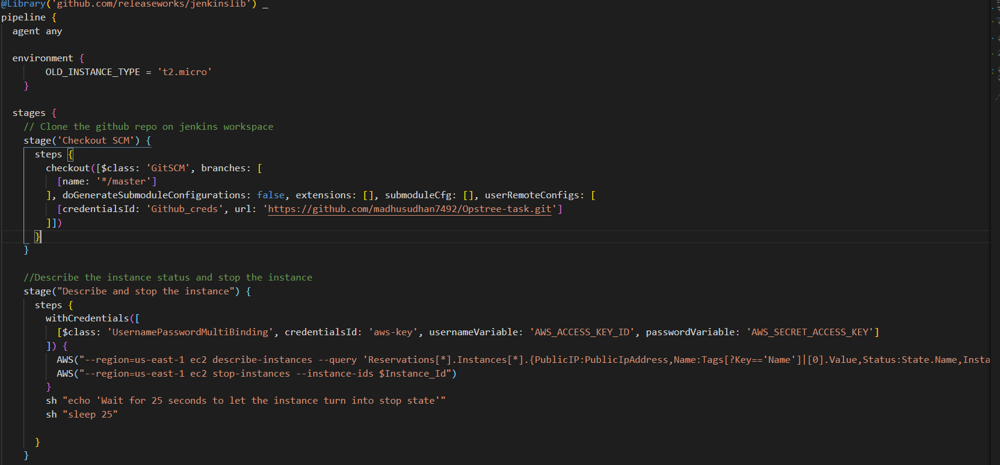 @Library('github.com/releaseworks/jenkinslib') _
pipeline {
  agent any

  environment {
        OLD_INSTANCE_TYPE = 't2.micro'
    }

  stages {
    // Clone the github repo on jenkins workspace
    stage('Checkout SCM') {
      steps {
        checkout([$class: 'GitSCM', branches: [
          [name: '*/master']
        ], doGenerateSubmoduleConfigurations: false, extensions: [], submoduleCfg: [], userRemoteConfigs: [
          [credentialsId: 'Github_creds', url: 'https://github.com/madhusudhan7492/Opstree-task.git']
        ]])
      }
    }

    //Describe the instance status and stop the instance
    stage("Describe and stop the instance") {
      steps {
        withCredentials([
          [$class: 'UsernamePasswordMultiBinding', credentialsId: 'aws-key', usernameVariable: 'AWS_ACCESS_KEY_ID', passwordVariable: 'AWS_SECRET_ACCESS_KEY']
        ]) {
          AWS("--region=us-east-1 ec2 describe-instances --query 'Reservations[*].Instances[*].{PublicIP:PublicIpAddress,Name:Tags[?Key=='Name']|[0].Value,Status:State.Name,Insta
          AWS("--region=us-east-1 ec2 stop-instances --instance-ids $Instance_Id")
        }
        sh "echo 'Wait for 25 seconds to let the instance turn into stop state'"
        sh "sleep 25"

      }
    }